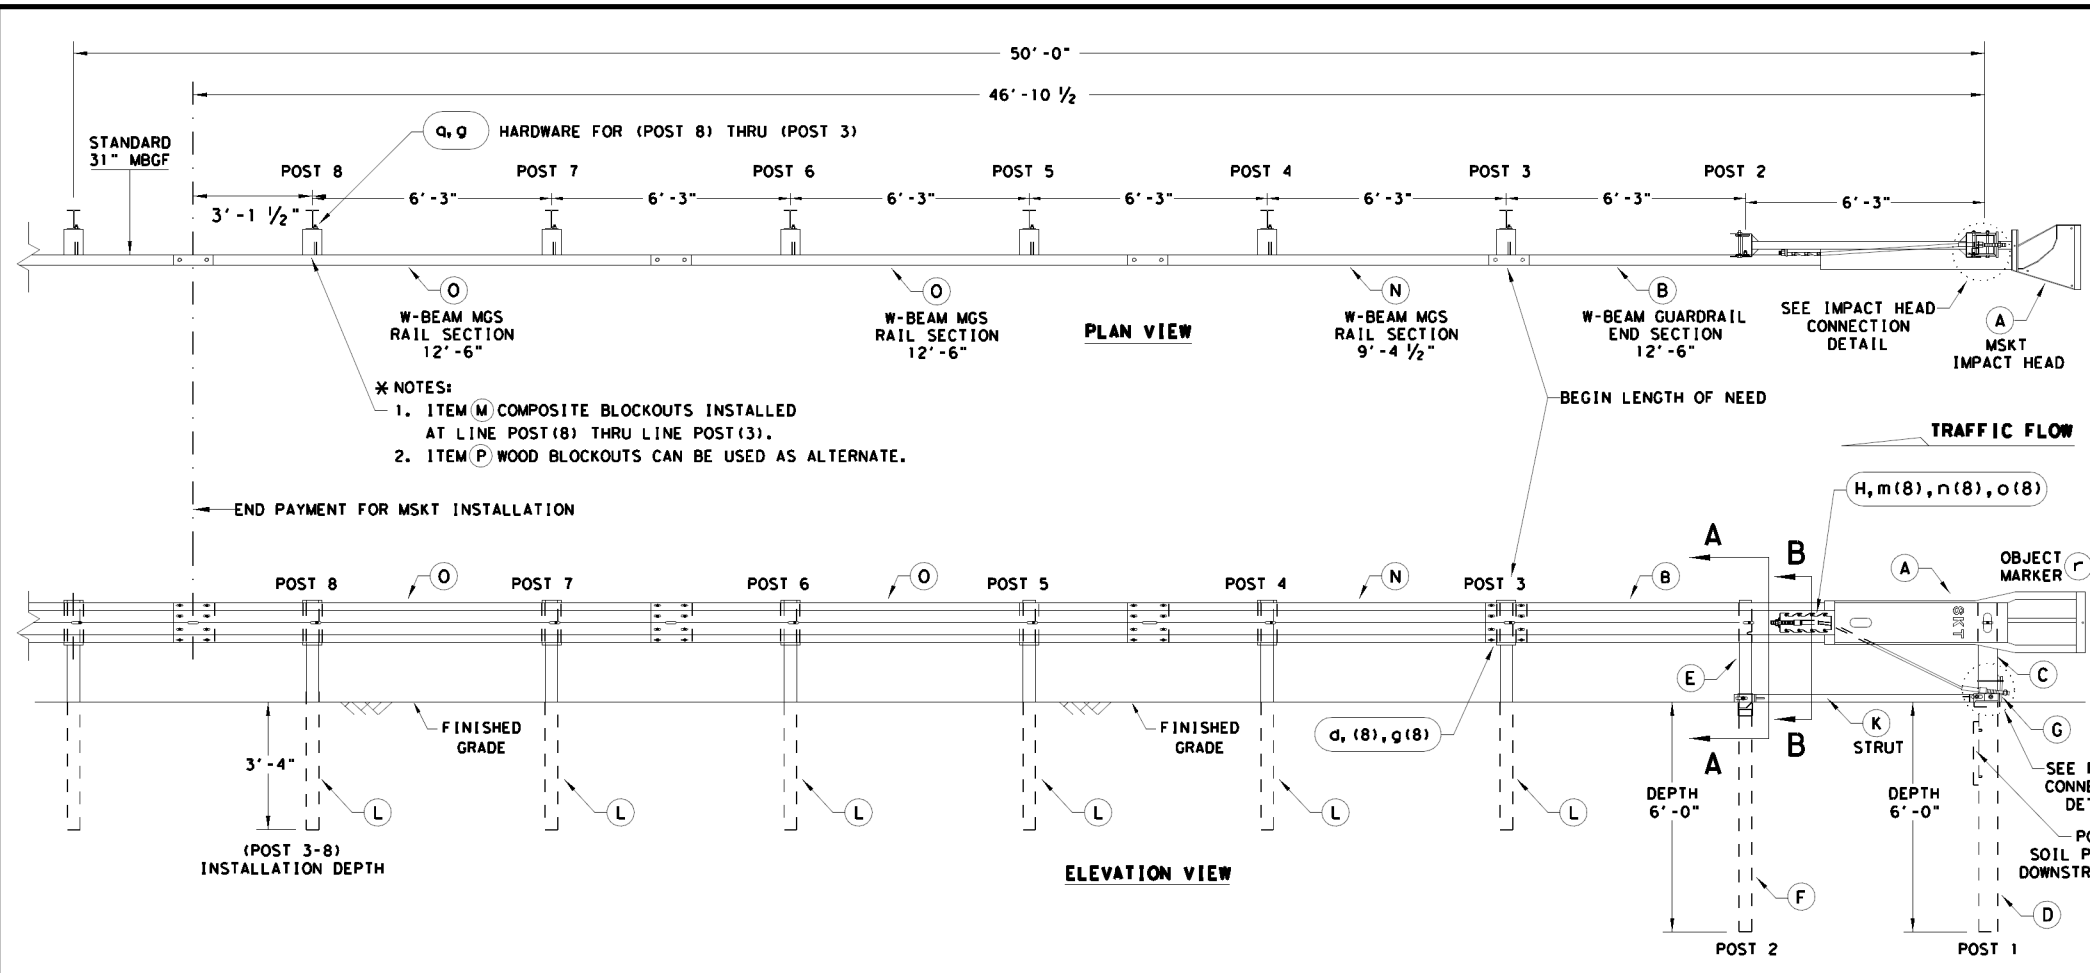 50'-0"
46'-10 1/2
STANDARD
31" MBGF
a,g HARDWARE FOR (POST 8) THRU (POST 3)
POST 8 POST 7 POST 6 POST 5 POST 4 POST 3 POST 2
3'-1 1/2" 6'-3" 6'-3" 6'-3" 6'-3" 6'-3" 6'-3" 6'-3"
O
W-BEAM MGS
RAIL SECTION
12'-6"
O
W-BEAM MGS
RAIL SECTION
12'-6"
PLAN VIEW
N
W-BEAM MGS
RAIL SECTION
9'-4 1/2"
B
W-BEAM GUARDRAIL
END SECTION
12'-6"
SEE IMPACT HEAD
CONNECTION
DETAIL
A
MSKT
IMPACT HEAD
* NOTES:
1. ITEM M COMPOSITE BLOCKOUTS INSTALLED
AT LINE POST(8) THRU LINE POST(3).
2. ITEM P WOOD BLOCKOUTS CAN BE USED AS ALTERNATE.
BEGIN LENGTH OF NEED
TRAFFIC FLOW
END PAYMENT FOR MSKT INSTALLATION
H,m(8),n(8),o(8)
A B
OBJECT
MARKER r
POST 8 O POST 7 POST 6 O POST 5 POST 4 N POST 3 B A
SKT
E C
FINISHED
GRADE
FINISHED
GRADE
d,(8),g(8)
K
STRUT
G
A B
3'-4"
L L L L L
DEPTH
6'-0"
DEPTH
6'-0"
SEE
(POST 3-8)
INSTALLATION DEPTH
ELEVATION VIEW
SOIL
F D
POST 2 POST 1